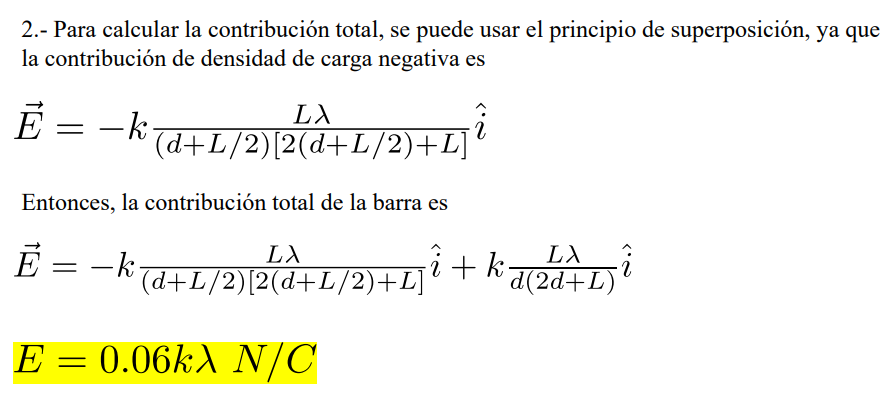 2.- Para calcular la contribución total, se puede usar el principio de superposición, ya que
la contribución de densidad de carga negativa es
$\vec{E} = -k\frac{L\lambda}{(d+L/2)[2(d+L/2)+L]}\hat{i}$
Entonces, la contribución total de la barra es
$\vec{E} = -k\frac{L\lambda}{(d+L/2)[2(d+L/2)+L]}\hat{i} + k\frac{L\lambda}{d(2d+L)}\hat{i}$
$E = 0.06k\lambda \ N/C$